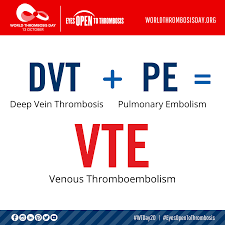 WORLD THROMBOSIS DAY
13 OCTOBER
EYES OPEN TO THROMBOSIS
WORLDTHROMBOSISDAY.ORG
DVT + PE =
Deep Vein Thrombosis Pulmonary Embolism
VTE
Venous Thromboembolism
#WTDay20 | #EyesOpenToThrombosis